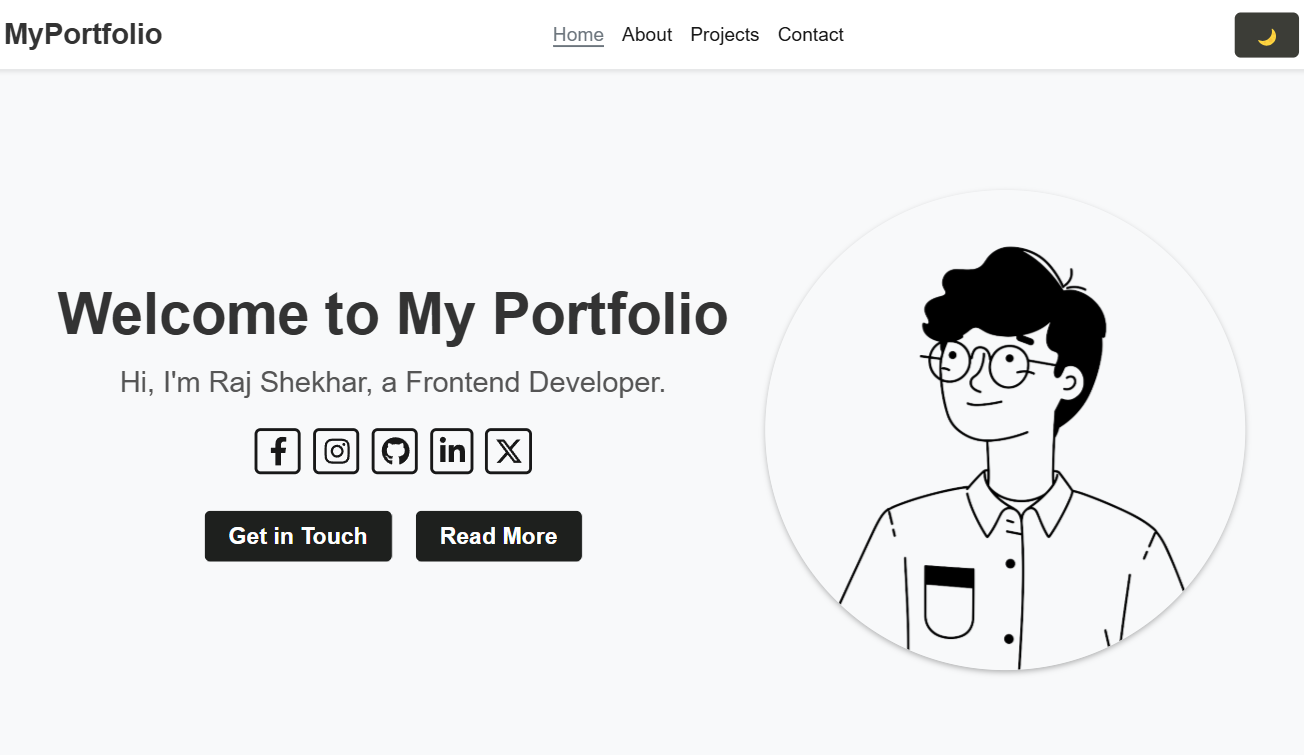 MyPortfolio
Home About Projects Contact
Welcome to My Portfolio
Hi, I'm Raj Shekhar, a Frontend Developer.
Get in Touch Read More